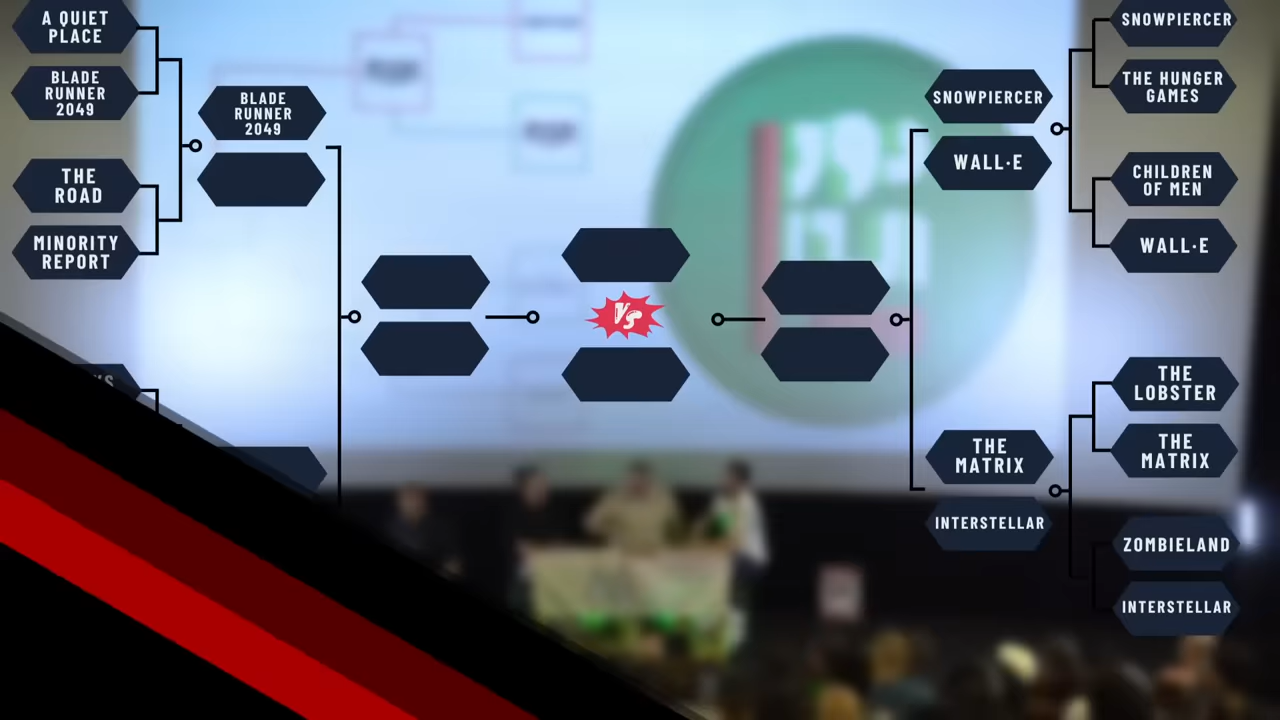 A QUIET
PLACE
BLADE
RUNNER
2049
THE
ROAD
MINORITY
REPORT
BLADE
RUNNER
2049
VS
SNOWPIERCER
WALL·E
THE
MATRIX
INTERSTELLAR
SNOWPIERCER
THE HUNGER
GAMES
CHILDREN
OF MEN
WALL·E
THE
LOBSTER
THE
MATRIX
ZOMBIELAND
INTERSTELLAR